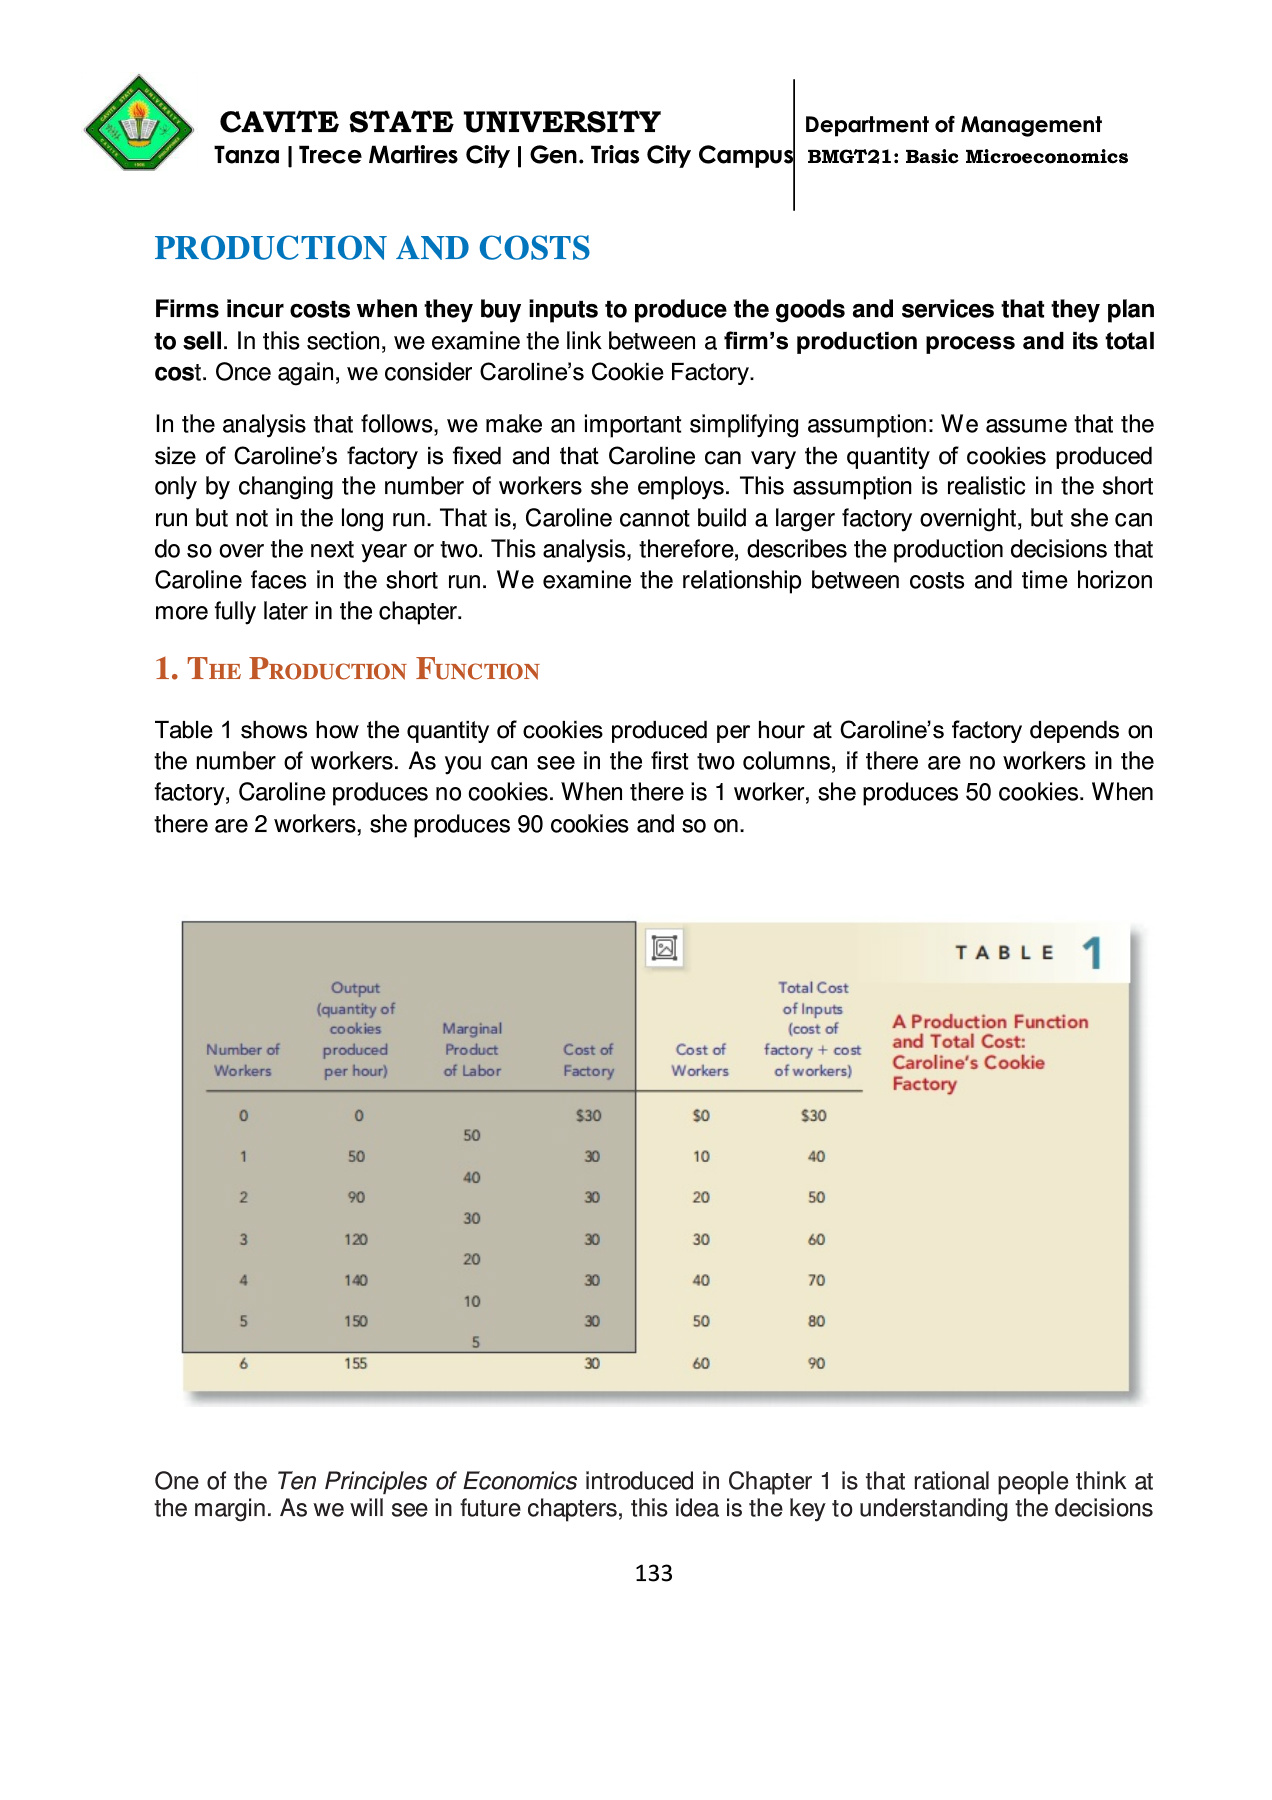 CAVITE STATE UNIVERSITY
Tanza | Trece Martires City | Gen. Trias City Campus
Department of Management
BMGT21: Basic Microeconomics
PRODUCTION AND COSTS
Firms incur costs when they buy inputs to produce the goods and services that they plan
to sell. In this section, we examine the link between a firm's production process and its total
cost. Once again, we consider Caroline's Cookie Factory.
In the analysis that follows, we make an important simplifying assumption: We assume that the
size of Caroline's factory is fixed and that Caroline can vary the quantity of cookies produced
only by changing the number of workers she employs. This assumption is realistic in the short
run but not in the long run. That is, Caroline cannot build a larger factory overnight, but she can
do so over the next year or two. This analysis, therefore, describes the production decisions that
Caroline faces in the short run. We examine the relationship between costs and time horizon
more fully later in the chapter.
1. THE PRODUCTION FUNCTION
Table 1 shows how the quantity of cookies produced per hour at Caroline's factory depends on
the number of workers. As you can see in the first two columns, if there are no workers in the
factory, Caroline produces no cookies. When there is 1 worker, she produces 50 cookies. When
there are 2 workers, she produces 90 cookies and so on.
TABLE 1
A Production Function
and Total Cost:
Caroline's Cookie
Factory
Output Total Cost
(quantity of of Inputs
cookies Marginal (cost of
Number of produced Product Cost of Cost of factory + cost
Workers per hour) of Labor Factory Workers of workers)
0 0 $30 $0 $30
50
1 50 30 10 40
40
2 90 30 20 50
30
3 120 30 30 60
20
4 140 30 40 70
10
5 150 30 50 80
5
6 155 30 60 90
One of the Ten Principles of Economics introduced in Chapter 1 is that rational people think at
the margin. As we will see in future chapters, this idea is the key to understanding the decisions
133